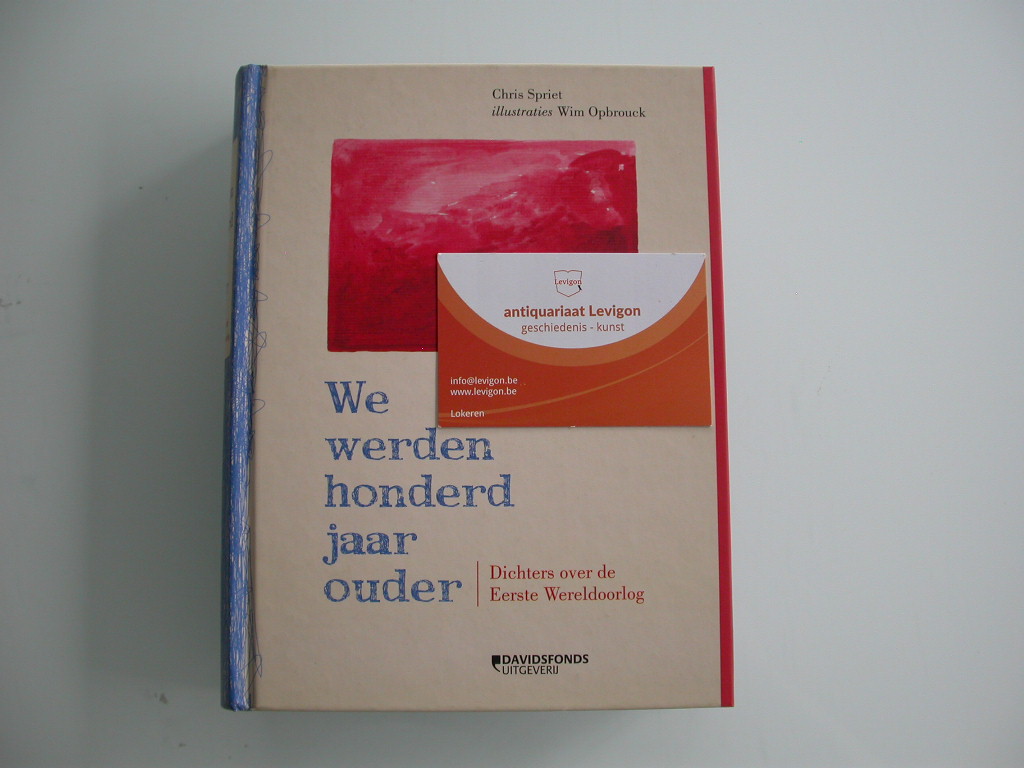 Chris Spriet
illustraties Wim Opbrouck
Levigon
antiquariaat Levigon
geschiedenis - kunst
info@levigon.be
www.levigon.be
Lokeren
We
werden
honderd
jaar
ouder
Dichters over de
Eerste Wereldoorlog
DAVIDSFONDS
UITGEVERIJ